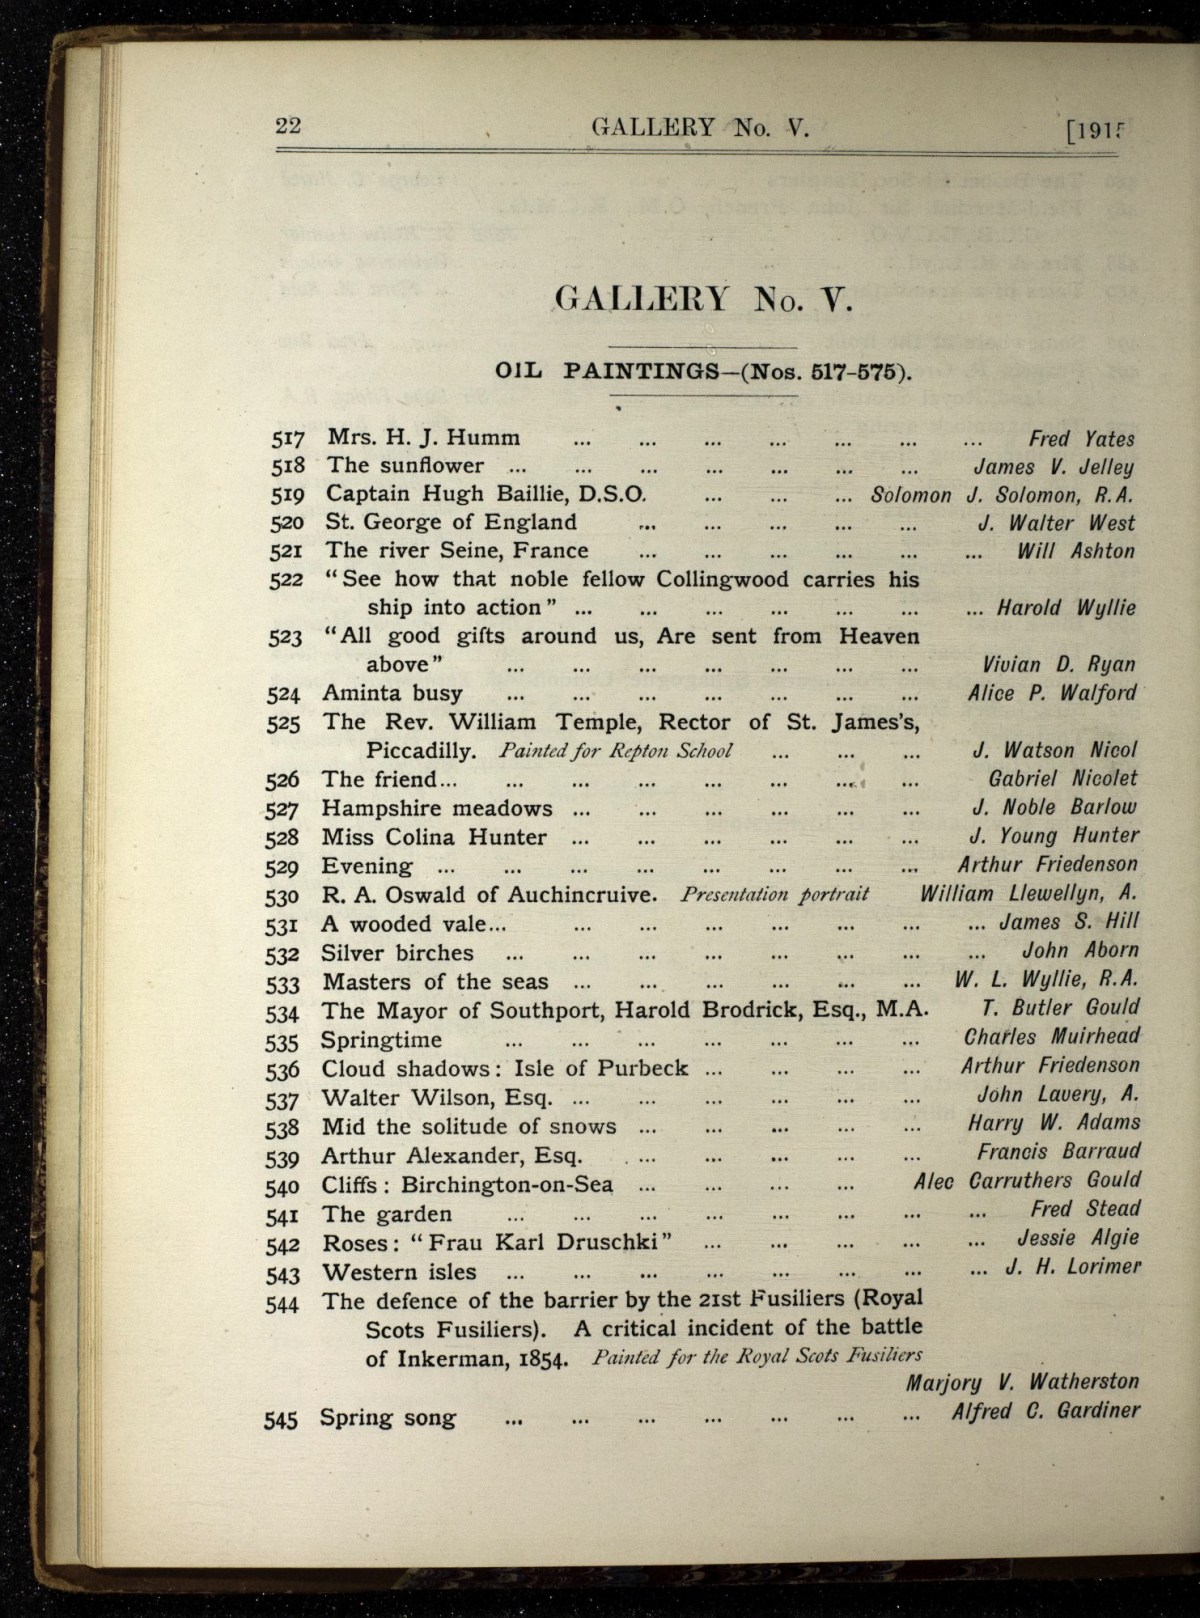 22 GALLERY No. V. [1915
GALLERY No. V.
OIL PAINTINGS—(Nos. 517-575).
517 Mrs. H. J. Humm ... ... ... ... ... ... ... Fred Yates
518 The sunflower ... ... ... ... ... ... ... James V. Jelley
519 Captain Hugh Baillie, D.S.O. ... ... ... Solomon J. Solomon, R.A.
520 St. George of England ... ... ... ... ... J. Walter West
521 The river Seine, France ... ... ... ... ... ... Will Ashton
522 "See how that noble fellow Collingwood carries his
ship into action" ... ... ... ... ... ... ... Harold Wyllie
523 "All good gifts around us, Are sent from Heaven
above" ... ... ... ... ... ... ... Vivian D. Ryan
524 Aminta busy ... ... ... ... ... ... ... Alice P. Walford
525 The Rev. William Temple, Rector of St. James's,
Piccadilly. Painted for Repton School ... ... ... J. Watson Nicol
526 The friend... ... ... ... ... ... ... ... Gabriel Nicolet
527 Hampshire meadows ... ... ... ... ... ... J. Noble Barlow
528 Miss Colina Hunter ... ... ... ... ... ... J. Young Hunter
529 Evening ... ... ... ... ... ... ... ... Arthur Friedenson
530 R. A. Oswald of Auchincruive. Presentation portrait William Llewellyn, A.
531 A wooded vale... ... ... ... ... ... ... ... James S. Hill
532 Silver birches ... ... ... ... ... ... ... ... John Aborn
533 Masters of the seas ... ... ... ... ... ... W. L. Wyllie, R.A.
534 The Mayor of Southport, Harold Brodrick, Esq., M.A. T. Butler Gould
535 Springtime ... ... ... ... ... ... ... Charles Muirhead
536 Cloud shadows: Isle of Purbeck ... ... ... ... Arthur Friedenson
537 Walter Wilson, Esq. ... ... ... ... ... ... John Lavery, A.
538 Mid the solitude of snows ... ... ... ... ... Harry W. Adams
539 Arthur Alexander, Esq. ... ... ... ... ... Francis Barraud
540 Cliffs: Birchington-on-Sea ... ... ... ... Alec Carruthers Gould
541 The garden ... ... ... ... ... ... ... ... Fred Stead
542 Roses: "Frau Karl Druschki" ... ... ... ... ... Jessie Algie
543 Western isles ... ... ... ... ... ... ... ... J. H. Lorimer
544 The defence of the barrier by the 21st Fusiliers (Royal
Scots Fusiliers). A critical incident of the battle
of Inkerman, 1854. Painted for the Royal Scots Fusiliers
Marjory V. Watherston
545 Spring song ... ... ... ... ... ... ... Alfred C. Gardiner